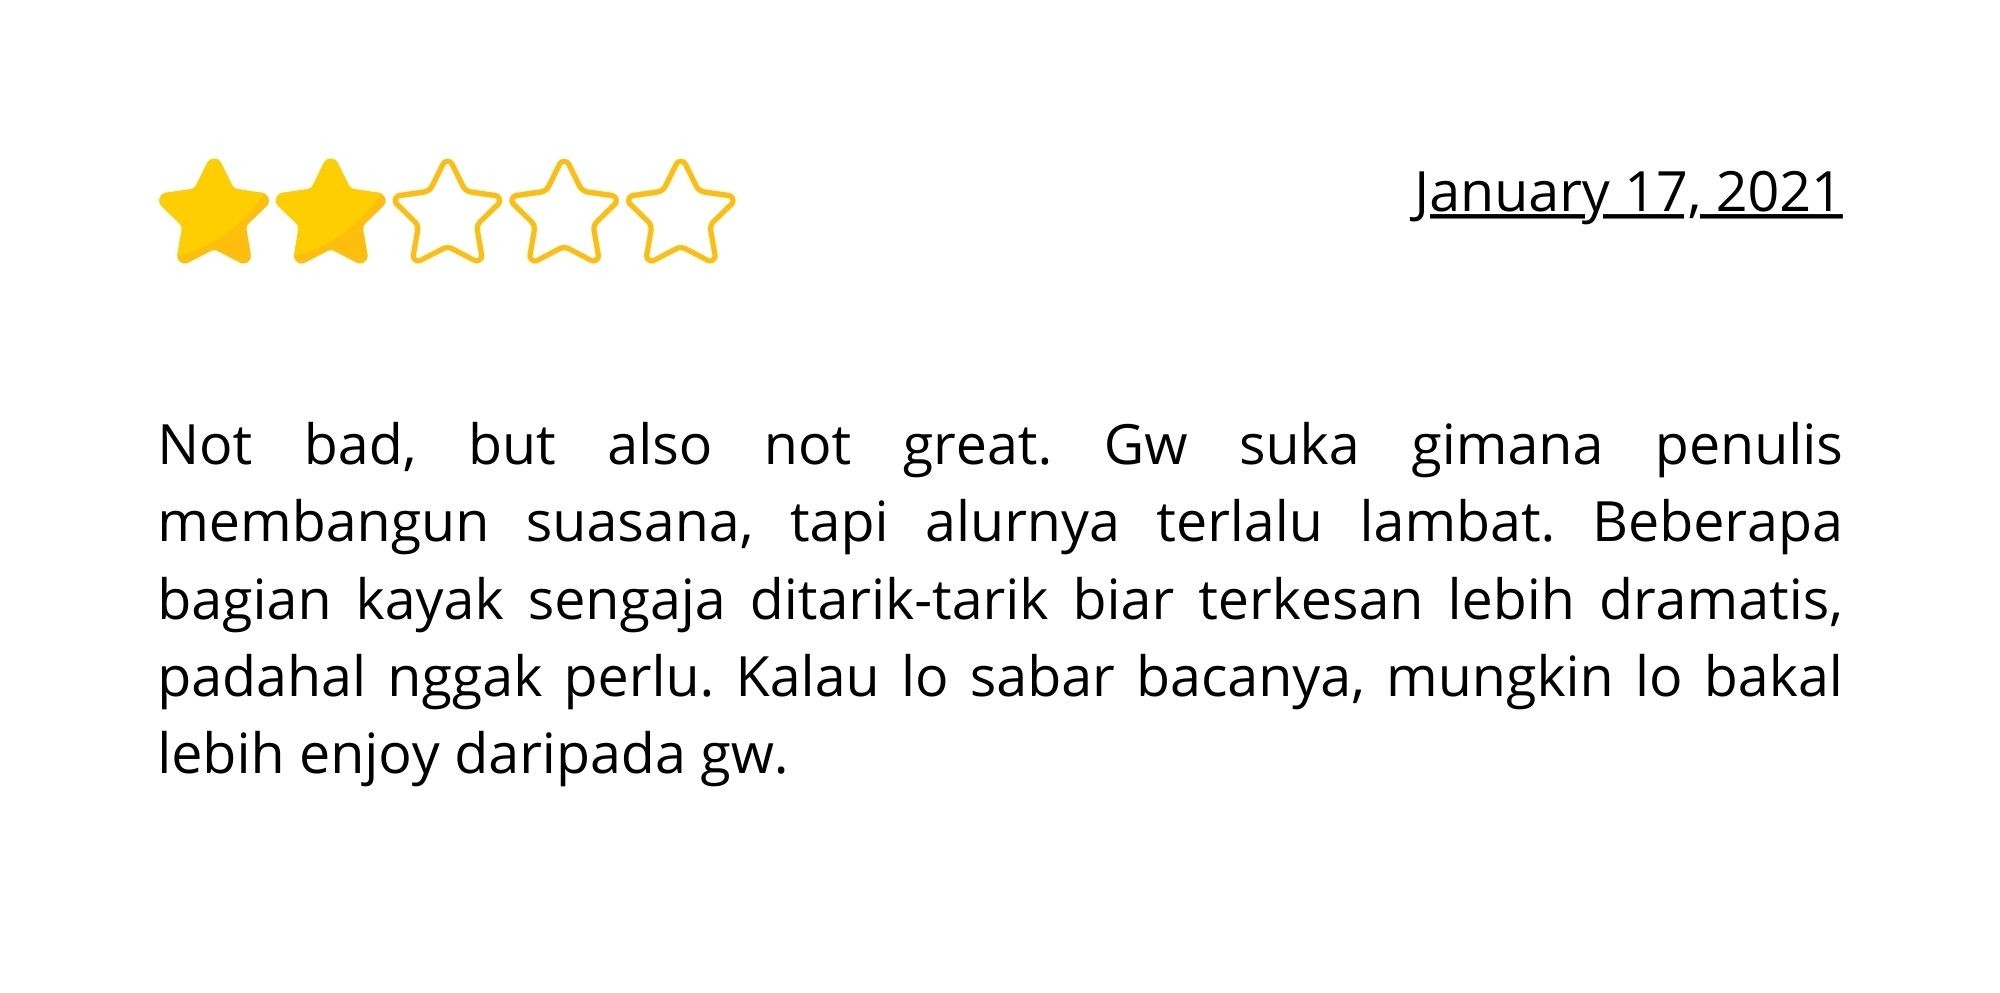 January 17, 2021
Not bad, but also not great. Gw suka gimana penulis
membangun suasana, tapi alurnya terlalu lambat. Beberapa
bagian kayak sengaja ditarik-tarik biar terkesan lebih dramatis,
padahal nggak perlu. Kalau lo sabar bacanya, mungkin lo bakal
lebih enjoy daripada gw.